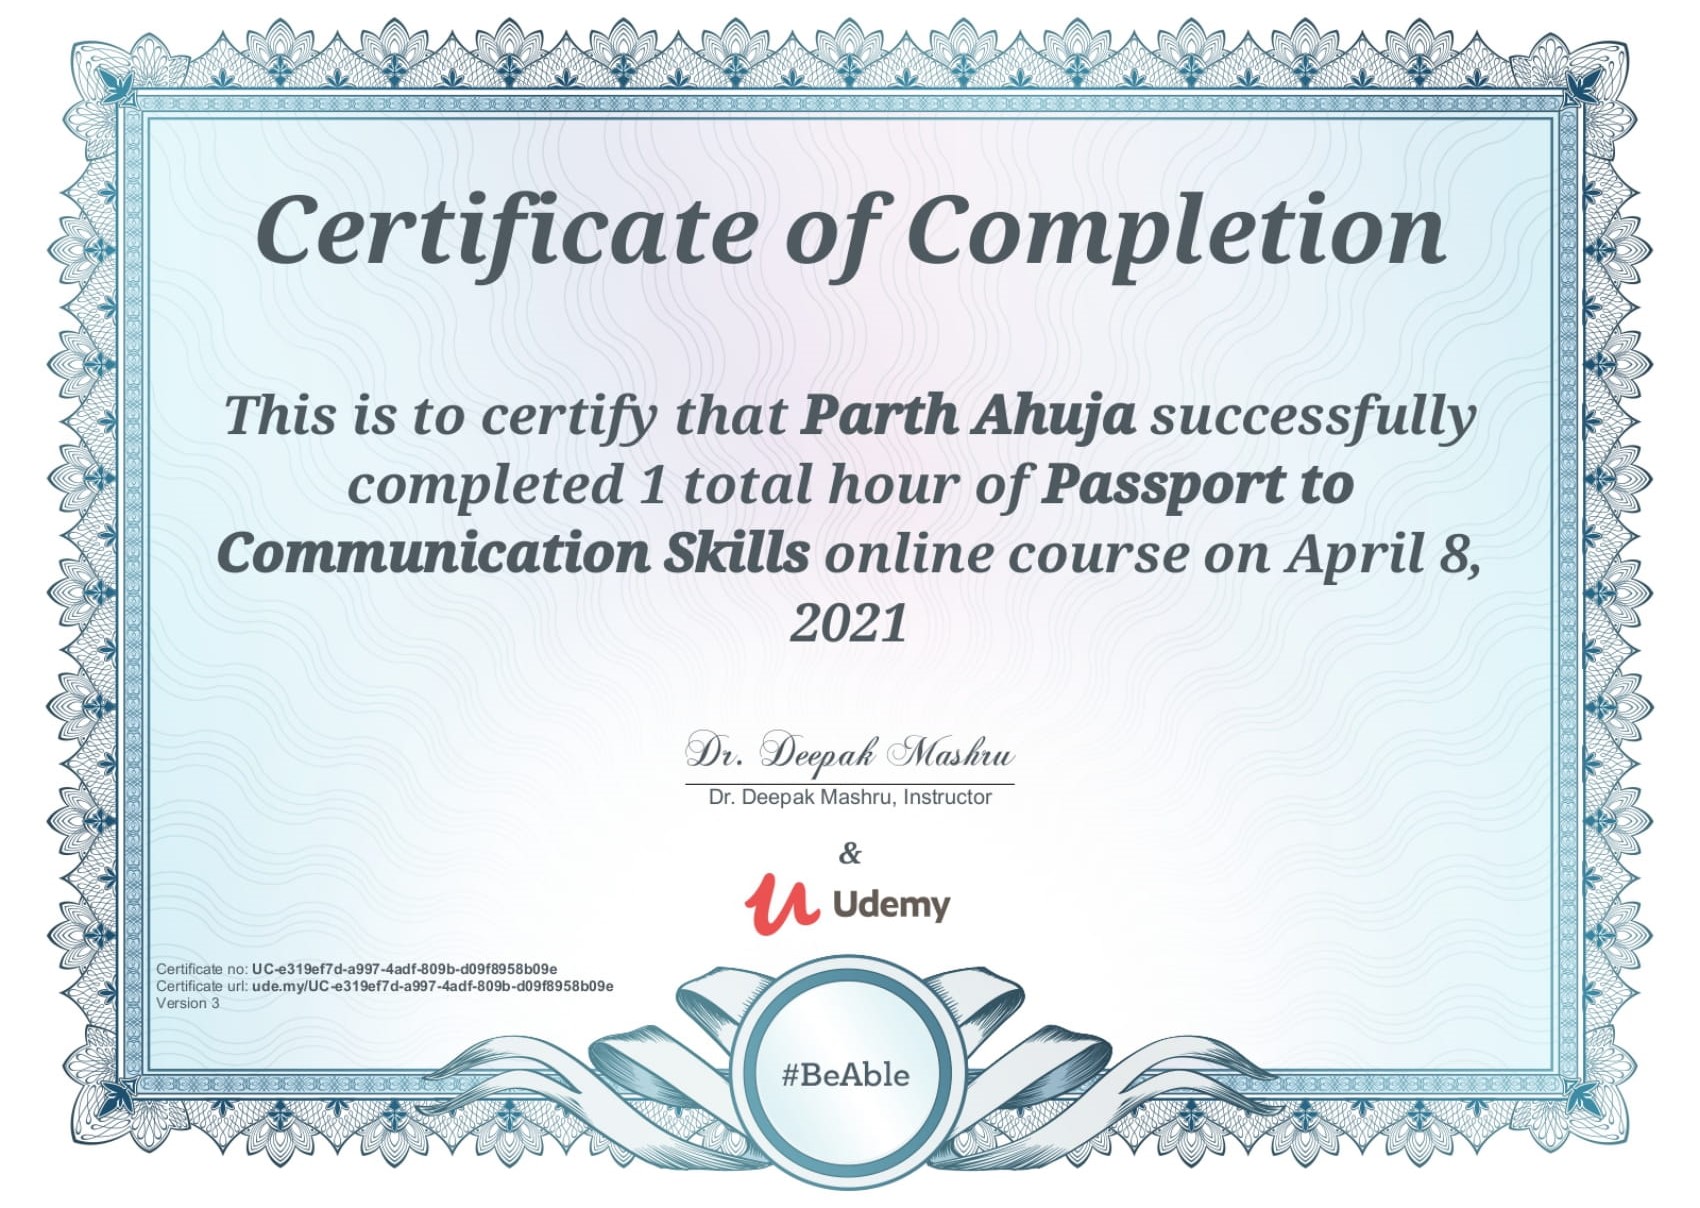 Certificate of Completion
This is to certify that Parth Ahuja successfully
completed 1 total hour of Passport to
Communication Skills online course on April 8,
2021
Dr. Deepak Mashru
Dr. Deepak Mashru, Instructor
&
Udemy
Certificate no: UC-e319ef7d-a997-4adf-809b-d09f8958b09e
Certificate url: ude.my/UC-e319ef7d-a997-4adf-809b-d09f8958b09e
Version 3
#BeAble